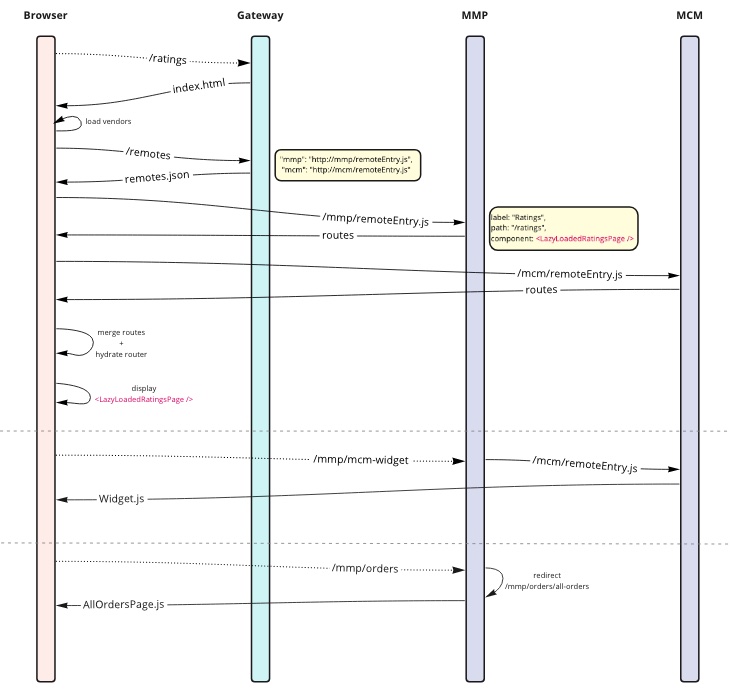 Browser
Gateway
MMP
MCM
/ratings
index.html
load vendors
/remotes
"mmp": "http://mmp/remoteEntry.js",
"mcm": "http://mcm/remoteEntry.js"
remotes.json
/mmp/remoteEntry.js
label: "Ratings",
path: "/ratings",
component: <LazyLoadedRatingsPage />
routes
/mcm/remoteEntry.js
routes
merge routes
+
hydrate router
display
<LazyLoadedRatingsPage />
/mmp/mcm-widget
/mcm/remoteEntry.js
Widget.js
/mmp/orders
redirect
/mmp/orders/all-orders
AllOrdersPage.js